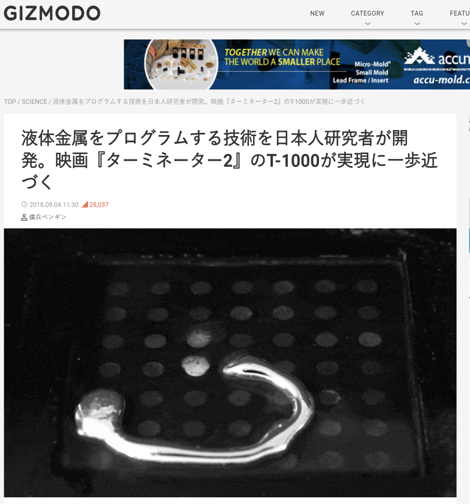 GIZMODO
NEW CATEGORY TAG FEATU
TOGETHER WE CAN MAKE
THE WORLD A SMALLER PLACE
Micro-Mold®
Small Mold
Lead Frame / Insert
accu
accu-mold.c
TOP / SCIENCE / 液体金属をプログラムする技術を日本人研究者が開発。映画『ターミネーター2』のT-1000が実現に一歩近づく
液体金属をプログラムする技術を日本人研究者が開
発。映画『ターミネーター2』のT-1000が実現に一歩近
づく
2018.09.04 11:30 28,037
傭兵ペンギン